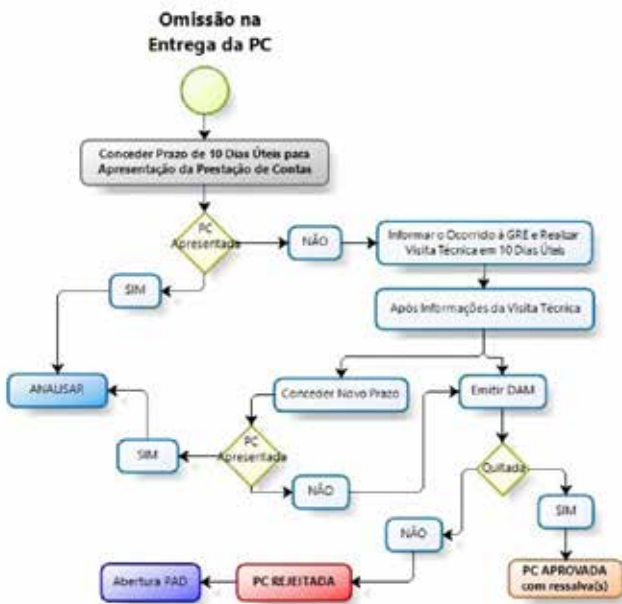 Omissão na
Entrega da PC
Conceder Prazo de 10 Dias Úteis para
Apresentação da Prestação de Contas
PC
Apresentada
NÃO
Informar o Ocorrido à GRE e Realizar
Visita Técnica em 10 Dias Úteis
SIM
Após Informações da Visita Técnica
ANALISAR
Conceder Novo Prazo
Emitir DAM
PC
Apresentada
SIM
NÃO
Quitada
NÃO
SIM
Abertura PAD
PC REJEITADA
PC APROVADA
com ressalva(s)